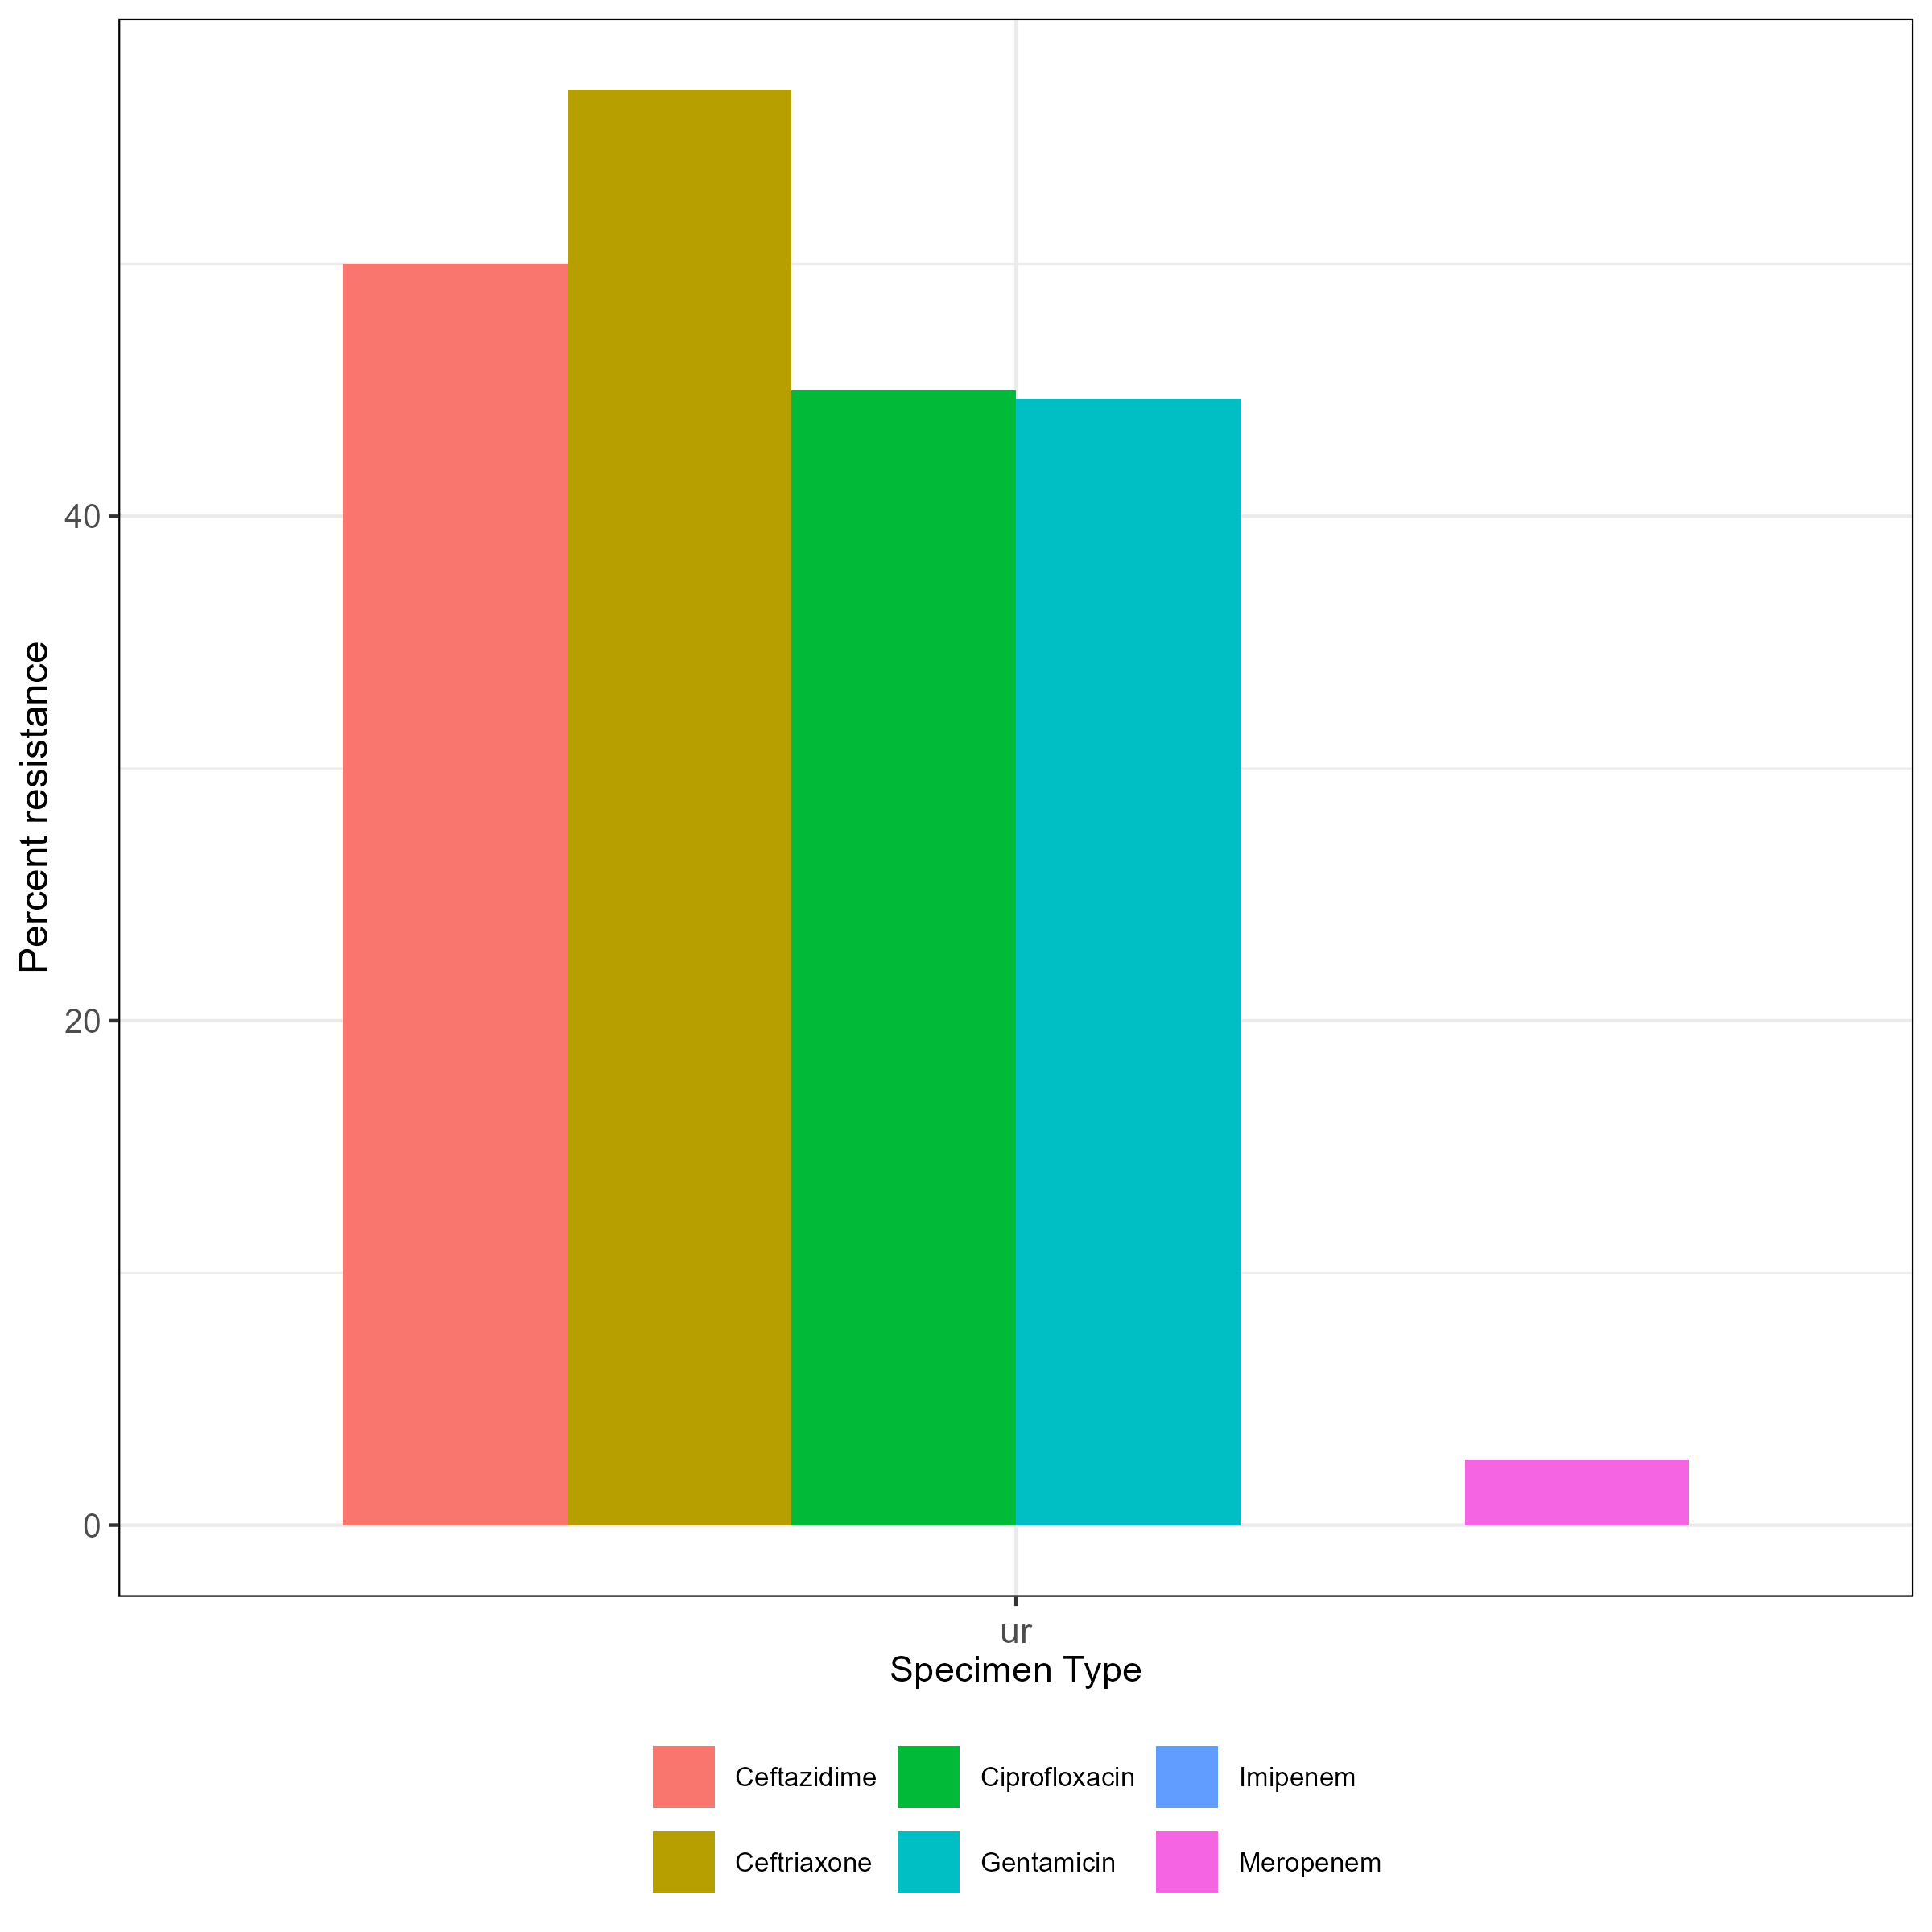 Percent resistance
40
20
0
ur
Specimen Type
Ceftazidime
Ciprofloxacin
Imipenem
Ceftriaxone
Gentamicin
Meropenem